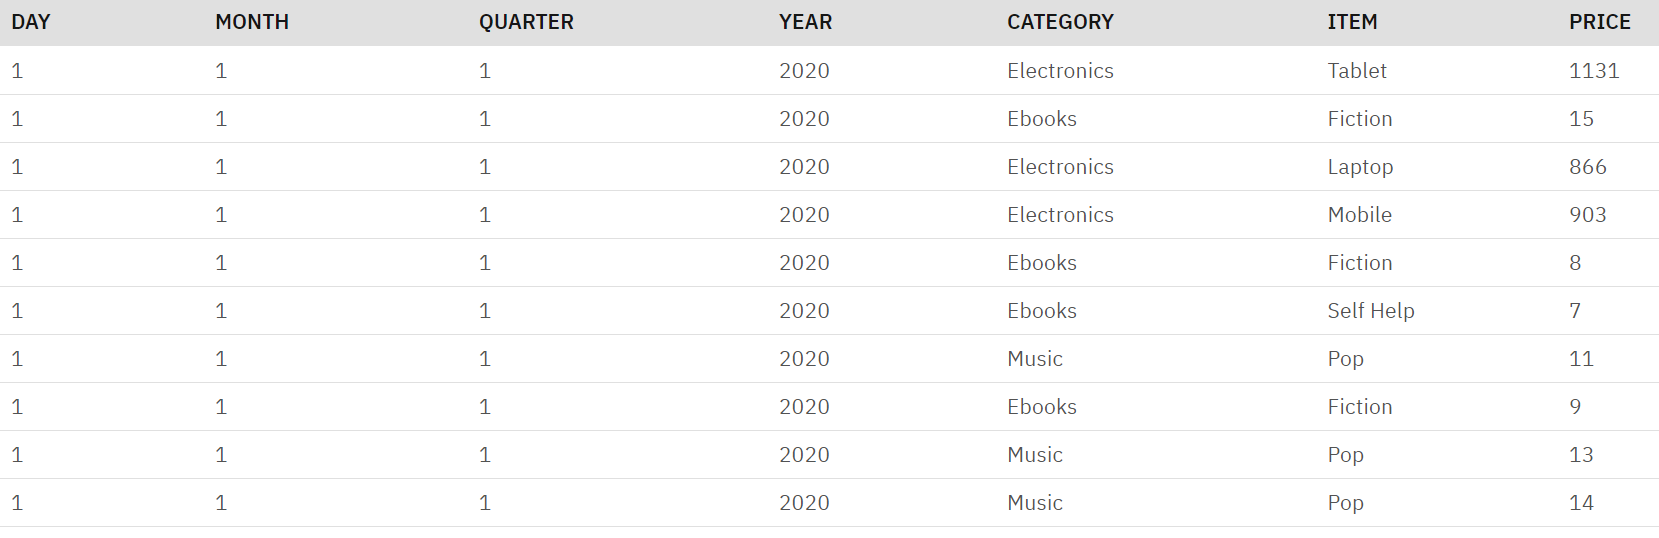 DAY MONTH QUARTER YEAR CATEGORY ITEM PRICE
1 1 1 2020 Electronics Tablet 1131
1 1 1 2020 Ebooks Fiction 15
1 1 1 2020 Electronics Laptop 866
1 1 1 2020 Electronics Mobile 903
1 1 1 2020 Ebooks Fiction 8
1 1 1 2020 Ebooks Self Help 7
1 1 1 2020 Music Pop 11
1 1 1 2020 Ebooks Fiction 9
1 1 1 2020 Music Pop 13
1 1 1 2020 Music Pop 14